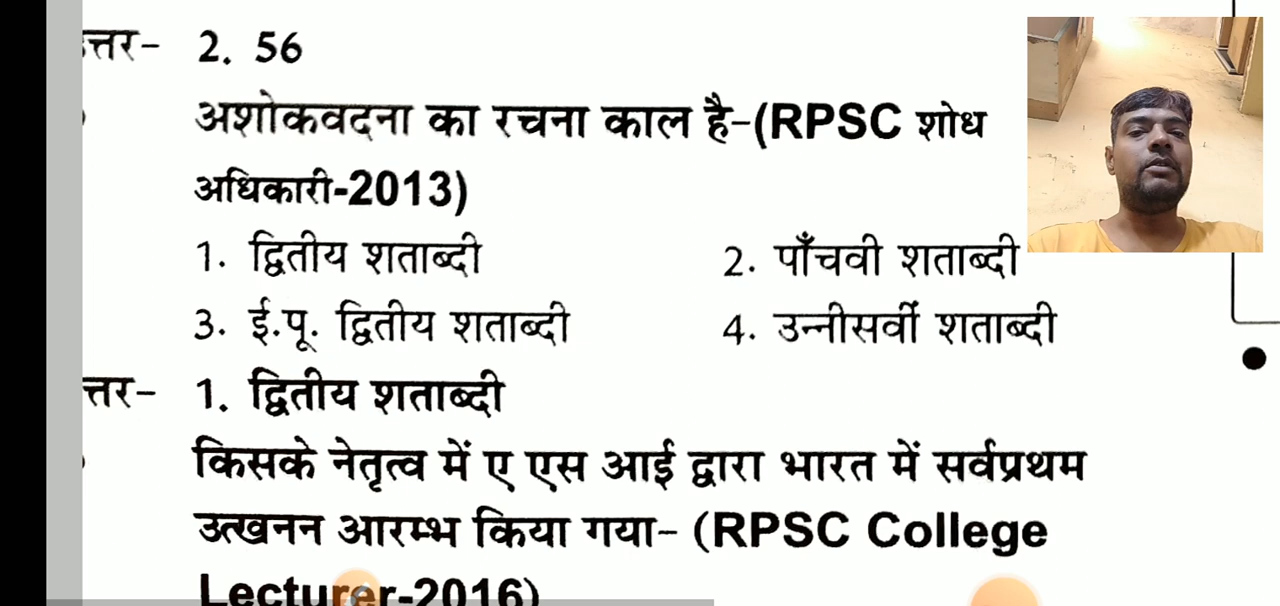 त्तर- 2. 56
अशोकवदना का रचना काल है-(RPSC शोध
अधिकारी-2013)
1. द्वितीय शताब्दी 2. पाँचवी शताब्दी
3. ई.पू. द्वितीय शताब्दी 4. उन्नीसवीं शताब्दी
त्तर- 1. द्वितीय शताब्दी
किसके नेतृत्व में ए एस आई द्वारा भारत में सर्वप्रथम
उत्खनन आरम्भ किया गया- (RPSC College
Lecturer-2016)